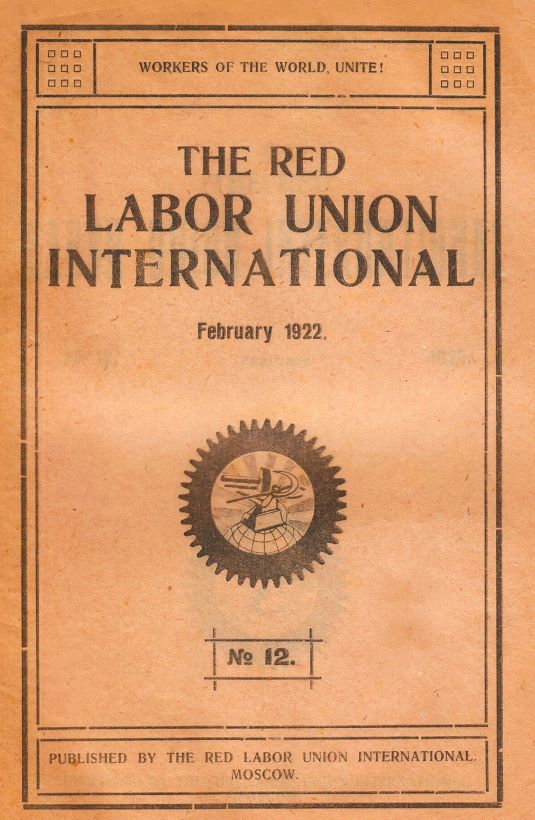 WORKERS OF THE WORLD, UNITE!
THE RED
LABOR UNION
INTERNATIONAL
February 1922.
№ 12.
PUBLISHED BY THE RED LABOR UNION INTERNATIONAL.
MOSCOW.